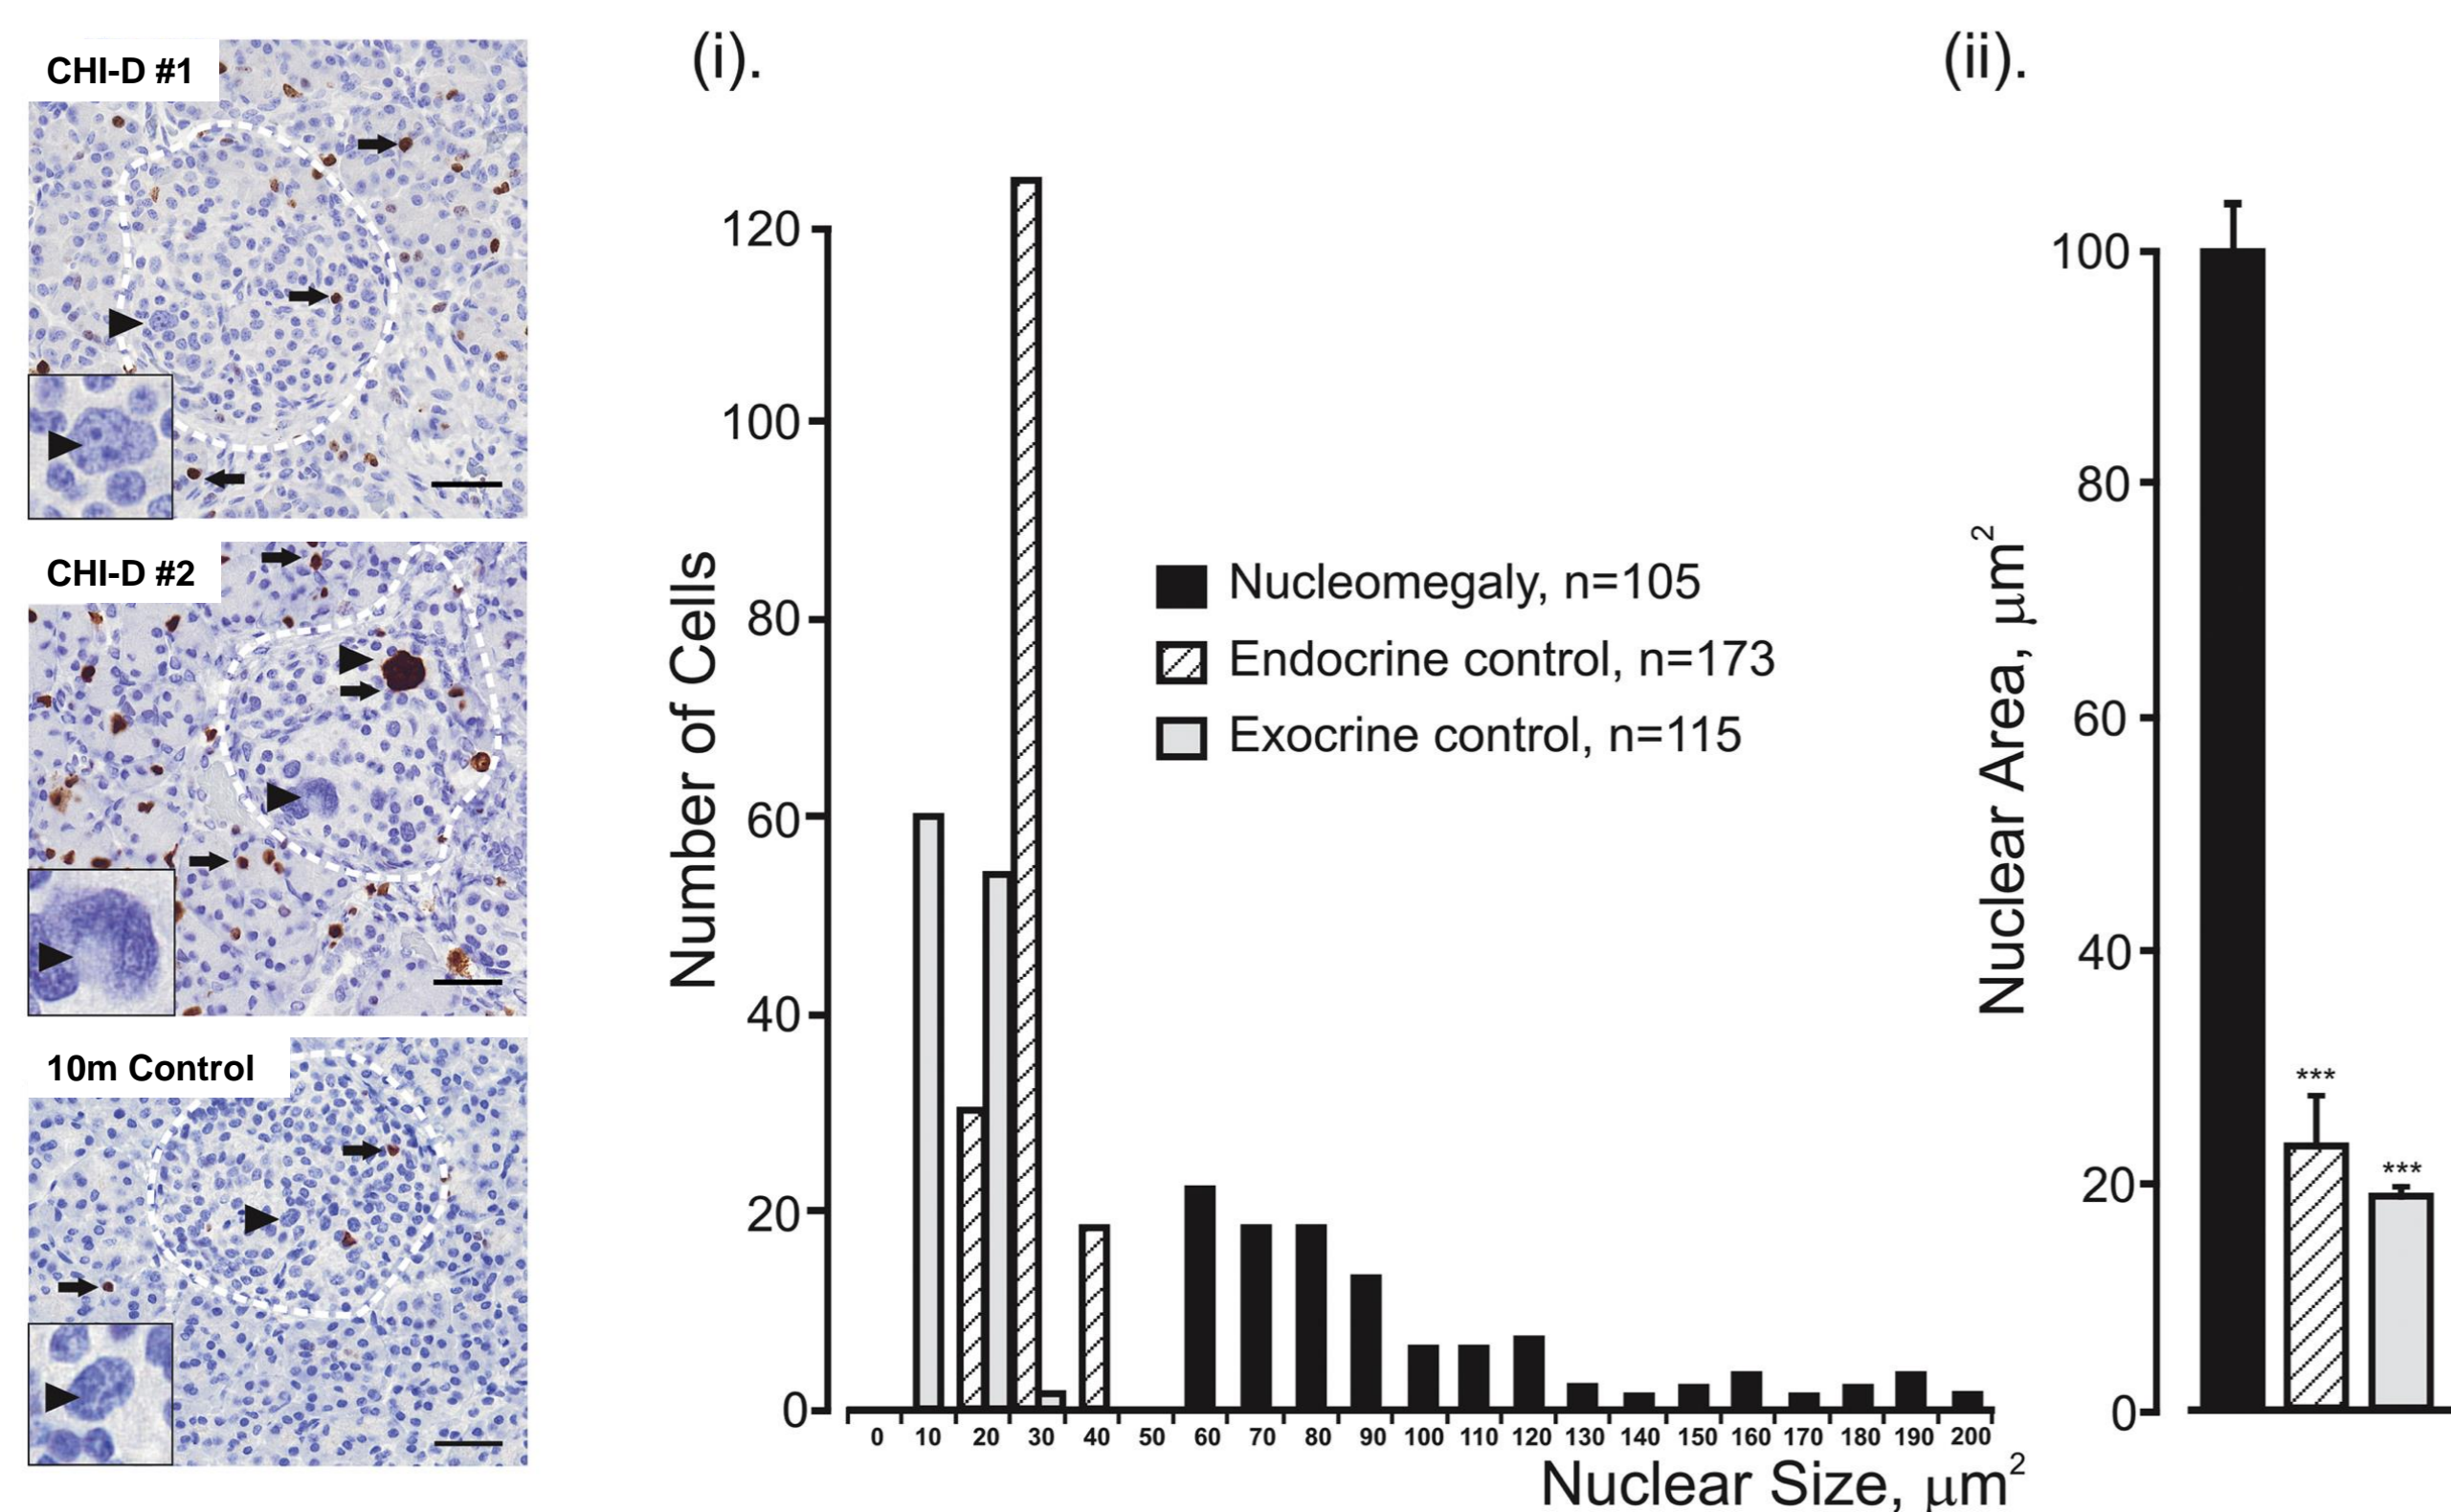 CHI-D #1
CHI-D #2
10m Control
(i).
Number of Cells
120
100
80
60
40
20
0
Nucleomegaly, n=105
Endocrine control, n=173
Exocrine control, n=115
0 10 20 30 40 50 60 70 80 90 100 110 120 130 140 150 160 170 180 190 200
Nuclear Size, μm²
(ii).
Nuclear Area, μm²
100
80
60
40
20
0
***
***